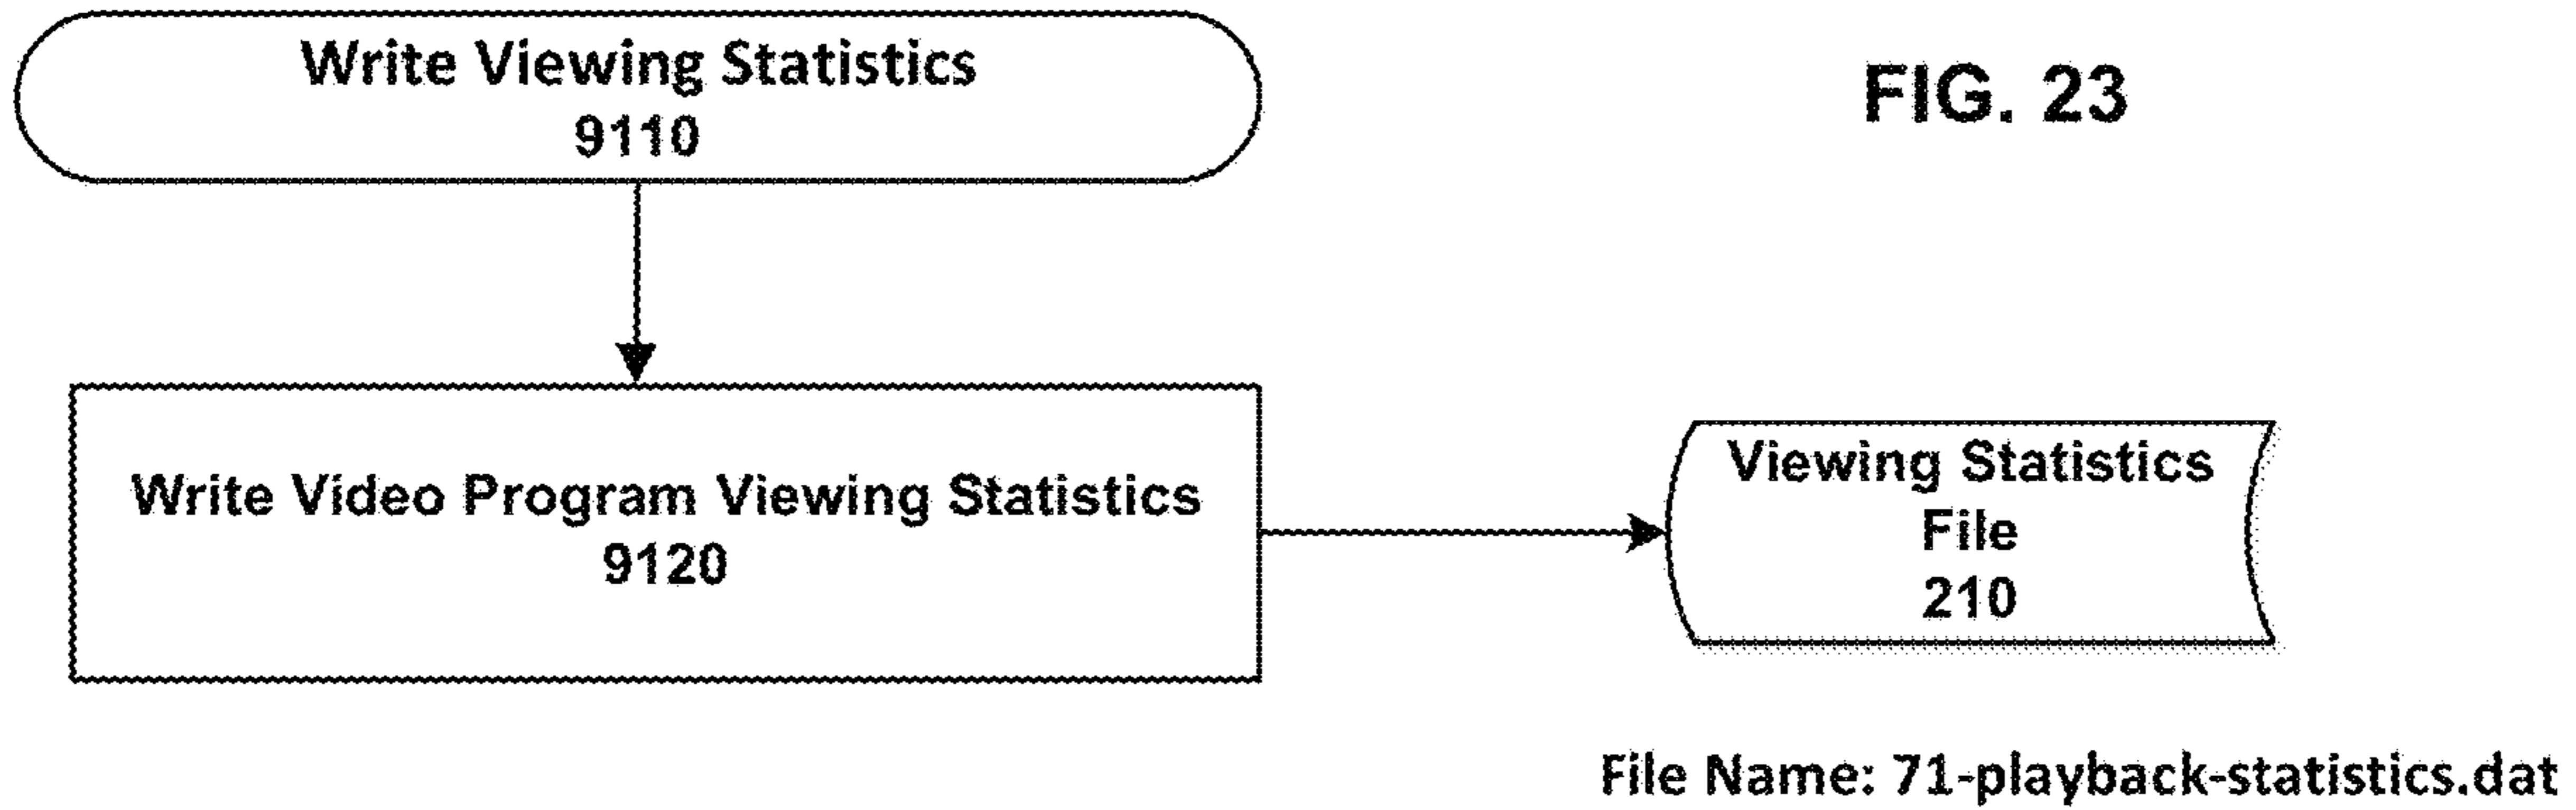 Write Viewing Statistics
9110
FIG. 23
Write Video Program Viewing Statistics
9120
Viewing Statistics
File
210
File Name: 71-playback-statistics.dat